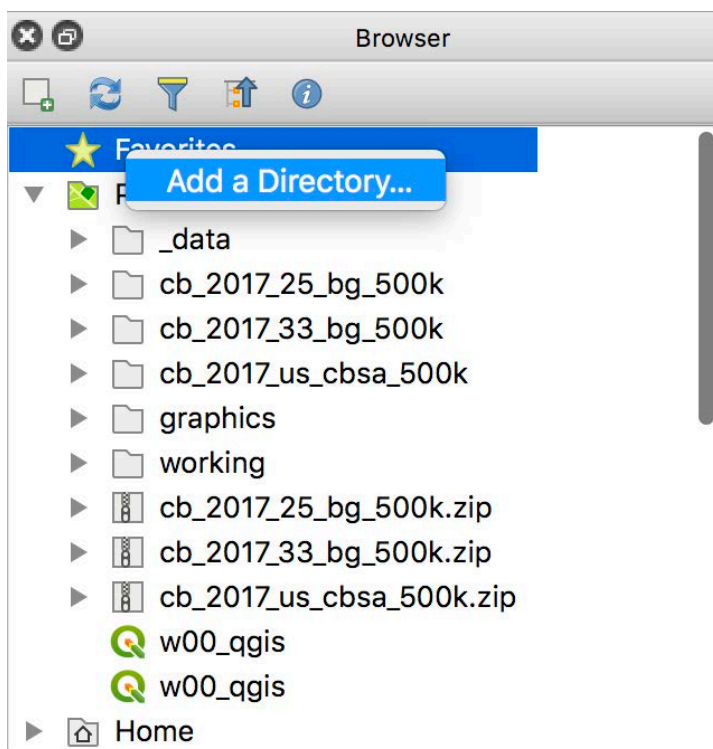 Browser
Favorites
Add a Directory...
_data
cb_2017_25_bg_500k
cb_2017_33_bg_500k
cb_2017_us_cbsa_500k
graphics
working
cb_2017_25_bg_500k.zip
cb_2017_33_bg_500k.zip
cb_2017_us_cbsa_500k.zip
w00_qgis
w00_qgis
Home